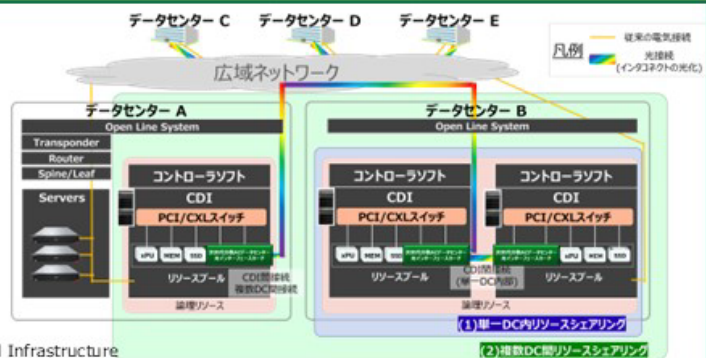 データセンター C
データセンター D
データセンター E
凡例
従来の電気接続
光接続
(インタコネクトの光化)
広域ネットワーク
データセンター A
Open Line System
Transponder
Router
Spine/Leaf
Servers
コントローラソフト
CDI
PCI/CXLスイッチ
xPU
MEM
SSD
リソースプール
CDI間接続
複数DC間接続
論理リソース
データセンター B
Open Line System
コントローラソフト
CDI
PCI/CXLスイッチ
xPU
MEM
SSD
リソースプール
CDI間接続
(単一DC内部)
コントローラソフト
CDI
PCI/CXLスイッチ
xPU
MEM
SSD
リソースプール
論理リソース
(1)単一DC内リソースシェアリング
(2)複数DC間リソースシェアリング
Infrastructure